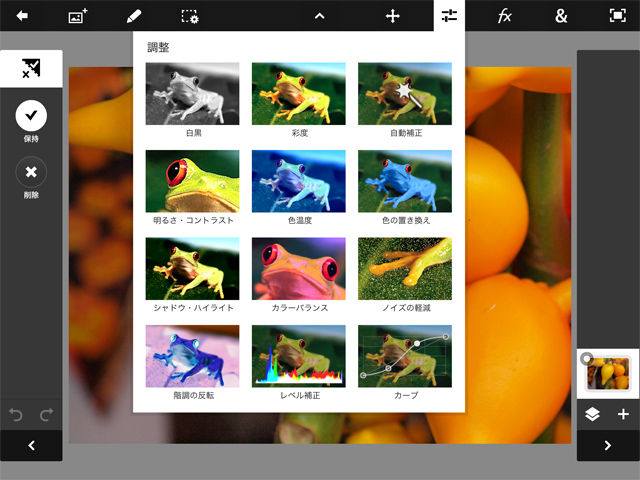 fx
&
調整
白黒
彩度
自動補正
保持
削除
明るさ・コントラスト
色温度
色の置き換え
シャドウ・ハイライト
カラーバランス
ノイズの軽減
階調の反転
レベル補正
カーブ